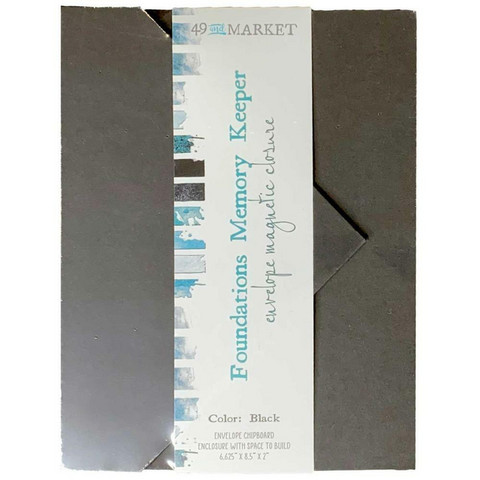 49 and MARKET
Foundations Memory Keeper
envelope magnetic closure
Color: Black
ENVELOPE CHIPBOARD
ENCLOSURE WITH SPACE TO BUILD
6.625" X 8.5" X 2"